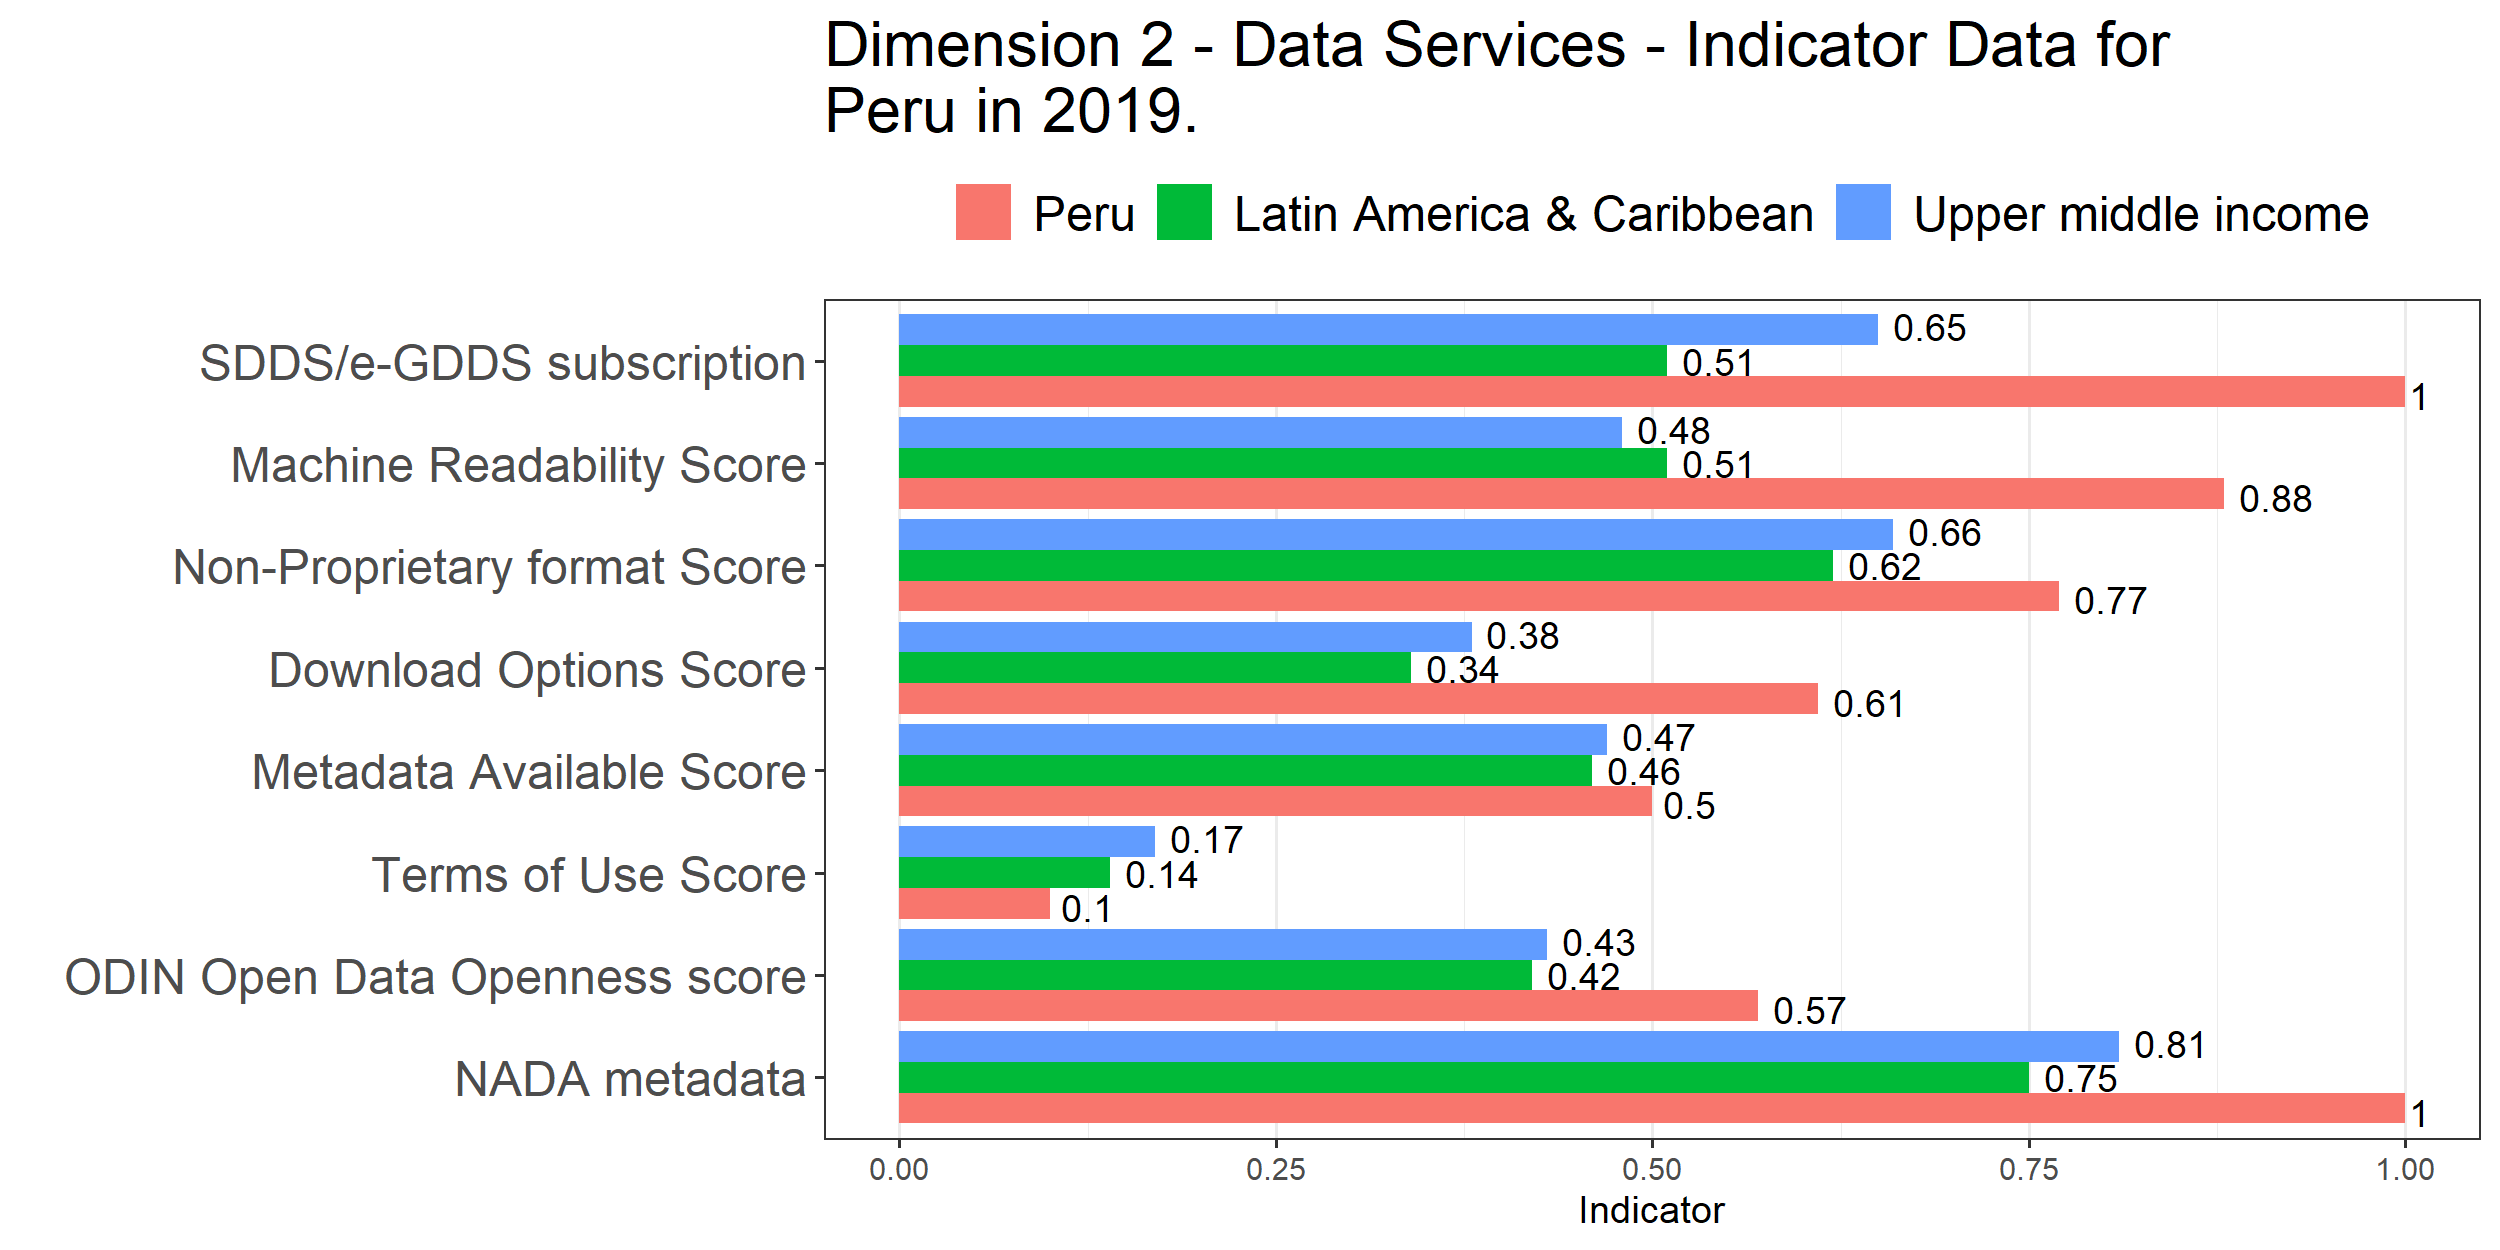 Dimension 2 - Data Services - Indicator Data for
Peru in 2019.
Peru Latin America & Caribbean Upper middle income
SDDS/e-GDDS subscription
0.65
0.51
1
Machine Readability Score
0.48
0.51
0.88
Non-Proprietary format Score
0.66
0.62
0.77
Download Options Score
0.38
0.34
0.61
Metadata Available Score
0.47
0.46
0.5
Terms of Use Score
0.17
0.14
0.1
ODIN Open Data Openness score
0.43
0.42
0.57
NADA metadata
0.81
0.75
1
0.00 0.25 0.50 0.75 1.00
Indicator